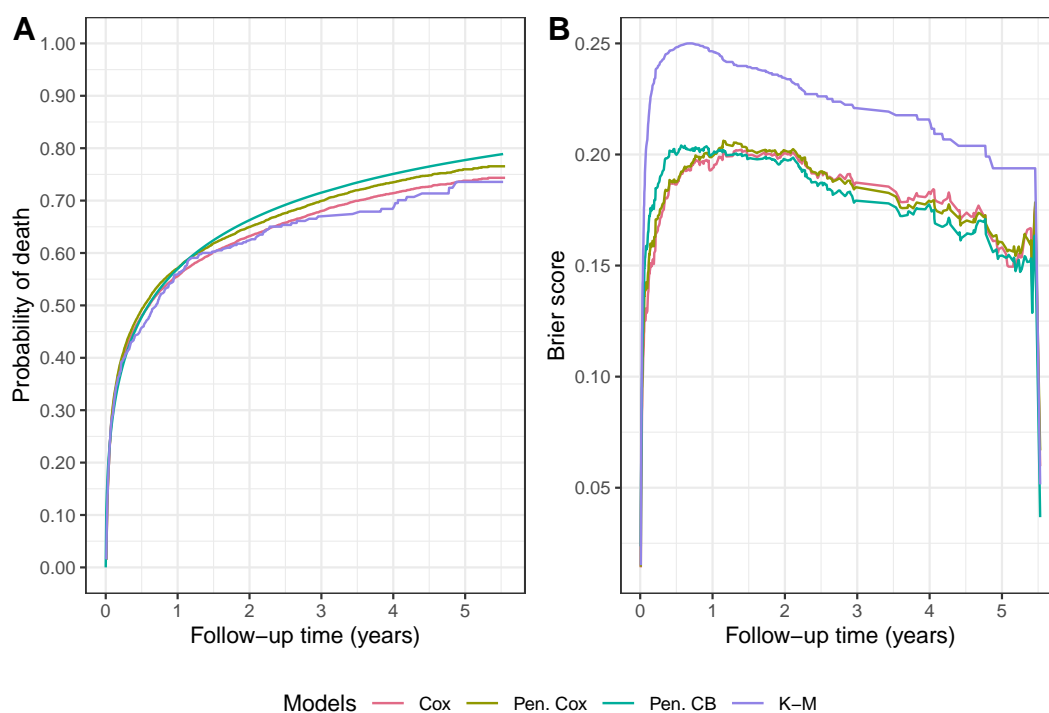 A
Probability of death
1.00
0.90
0.80
0.70
0.60
0.50
0.40
0.30
0.20
0.10
0.00
0 1 2 3 4 5
Follow−up time (years)
B
Brier score
0.25
0.20
0.15
0.10
0.05
0 1 2 3 4 5
Follow−up time (years)
Models Cox Pen. Cox Pen. CB K−M